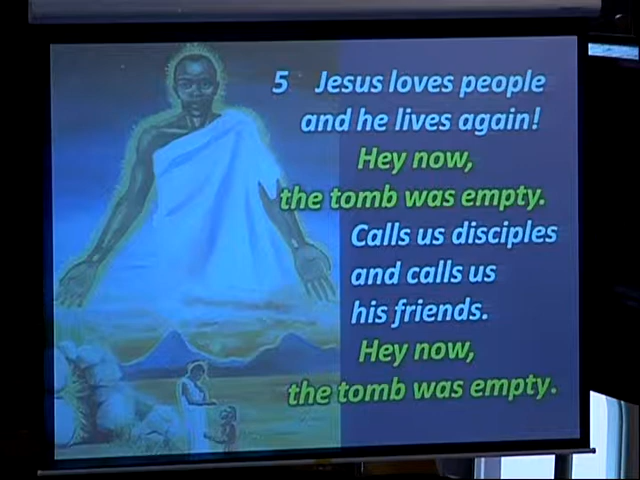 5 Jesus loves people
and he lives again!
Hey now,
the tomb was empty.
Calls us disciples
and calls us
his friends.
Hey now,
the tomb was empty.